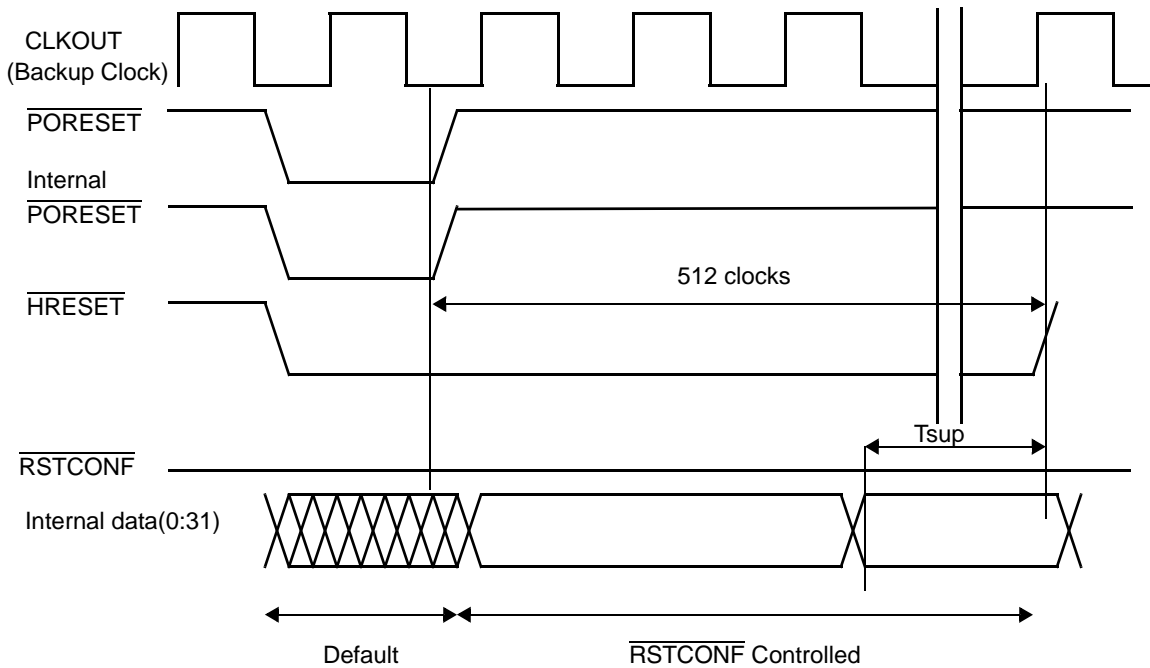 CLKOUT
(Backup Clock)
PORESET
Internal
PORESET
512 clocks
HRESET
Tsup
RSTCONF
Internal data(0:31)
Default
RSTCONF Controlled